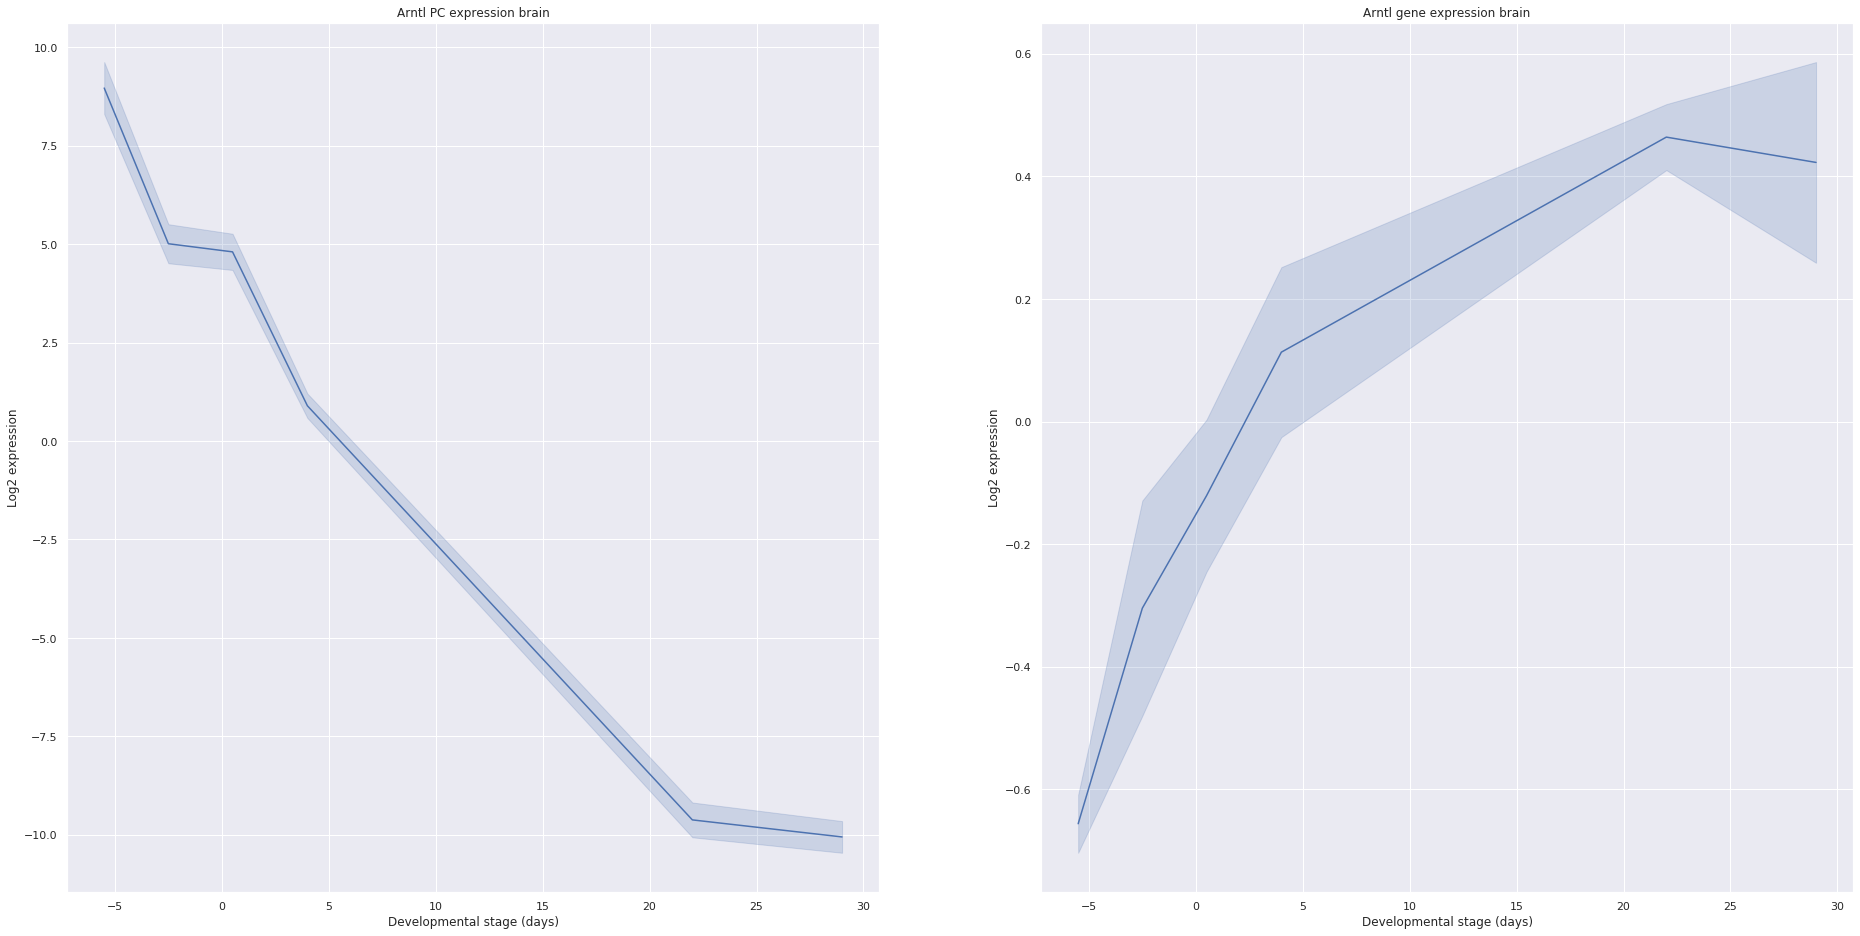 Arntl PC expression brain
10.0
7.5
5.0
2.5
0.0
−2.5
−5.0
−7.5
−10.0
Log2 expression
−5 0 5 10 15 20 25 30
Developmental stage (days)
Arntl gene expression brain
0.6
0.4
0.2
0.0
−0.2
−0.4
−0.6
Log2 expression
−5 0 5 10 15 20 25 30
Developmental stage (days)